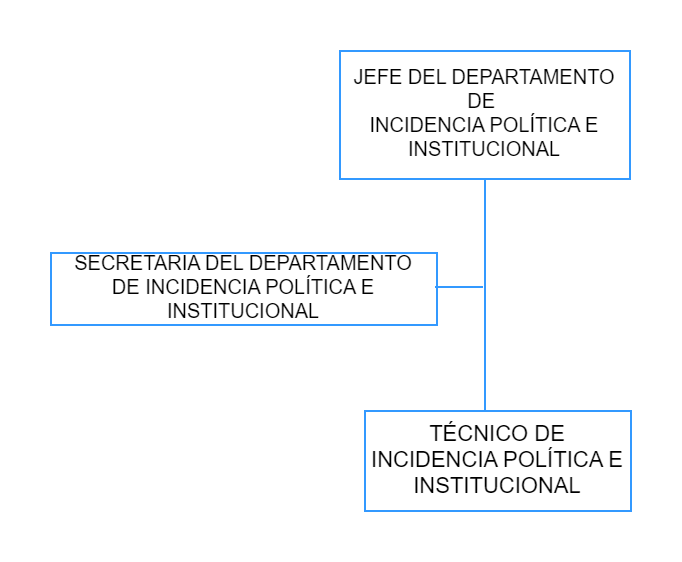 JEFE DEL DEPARTAMENTO
DE
INCIDENCIA POLÍTICA E
INSTITUCIONAL
SECRETARIA DEL DEPARTAMENTO
DE INCIDENCIA POLÍTICA E
INSTITUCIONAL
TÉCNICO DE
INCIDENCIA POLÍTICA E
INSTITUCIONAL